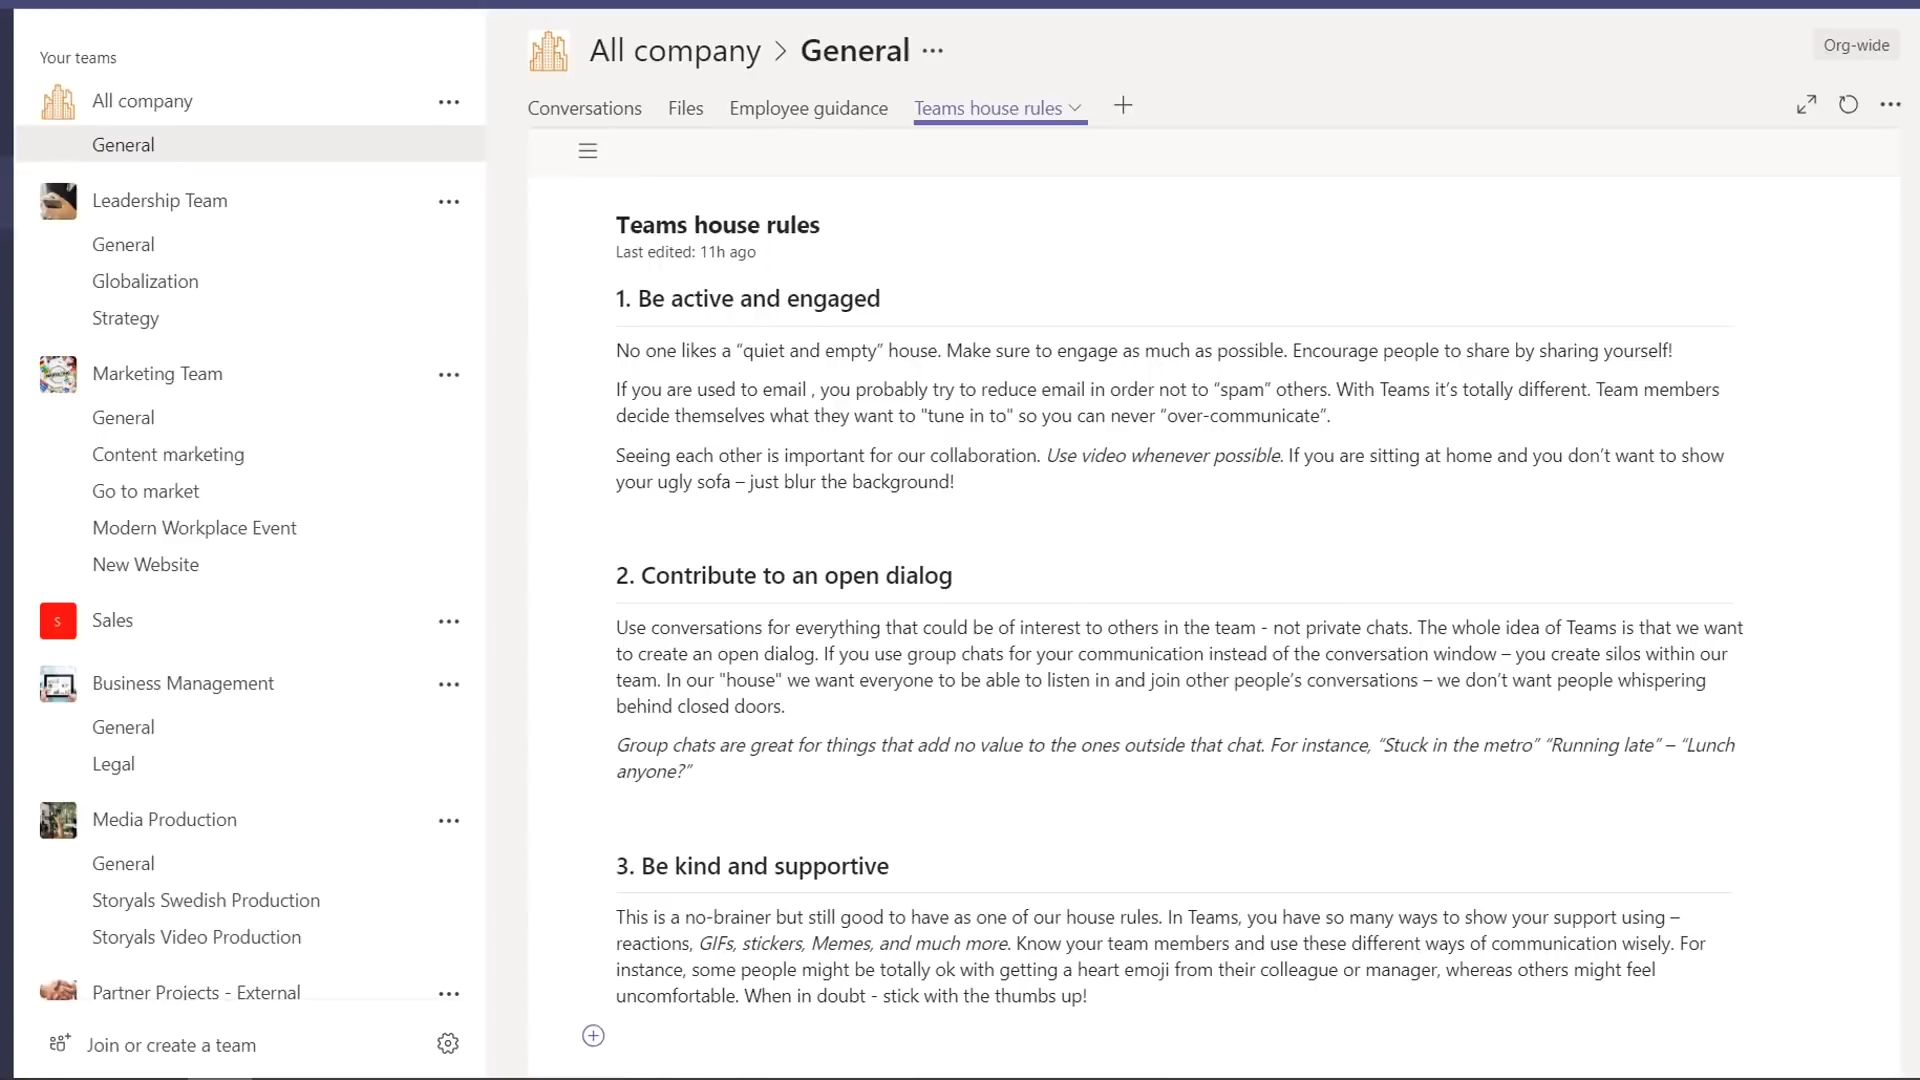 Your teams
All company
General
Leadership Team
General
Globalization
Strategy
Marketing Team
General
Content marketing
Go to market
Modern Workplace Event
New Website
S
Sales
Business Management
General
Legal
Media Production
General
Storyals Swedish Production
Storyals Video Production
Partner Projects - External
Join or create a team
All company > General ···
Org-wide
Conversations Files Employee guidance Teams house rules
Teams house rules
Last edited: 11h ago
1. Be active and engaged
No one likes a “quiet and empty” house. Make sure to engage as much as possible. Encourage people to share by sharing yourself!
If you are used to email , you probably try to reduce email in order not to “spam” others. With Teams it’s totally different. Team members
decide themselves what they want to "tune in to" so you can never “over-communicate”.
Seeing each other is important for our collaboration. Use video whenever possible. If you are sitting at home and you don’t want to show
your ugly sofa – just blur the background!
2. Contribute to an open dialog
Use conversations for everything that could be of interest to others in the team - not private chats. The whole idea of Teams is that we want
to create an open dialog. If you use group chats for your communication instead of the conversation window – you create silos within our
team. In our "house" we want everyone to be able to listen in and join other people’s conversations – we don’t want people whispering
behind closed doors.
Group chats are great for things that add no value to the ones outside that chat. For instance, “Stuck in the metro” “Running late” – “Lunch
anyone?”
3. Be kind and supportive
This is a no-brainer but still good to have as one of our house rules. In Teams, you have so many ways to show your support using –
reactions, GIFs, stickers, Memes, and much more. Know your team members and use these different ways of communication wisely. For
instance, some people might be totally ok with getting a heart emoji from their colleague or manager, whereas others might feel
uncomfortable. When in doubt - stick with the thumbs up!